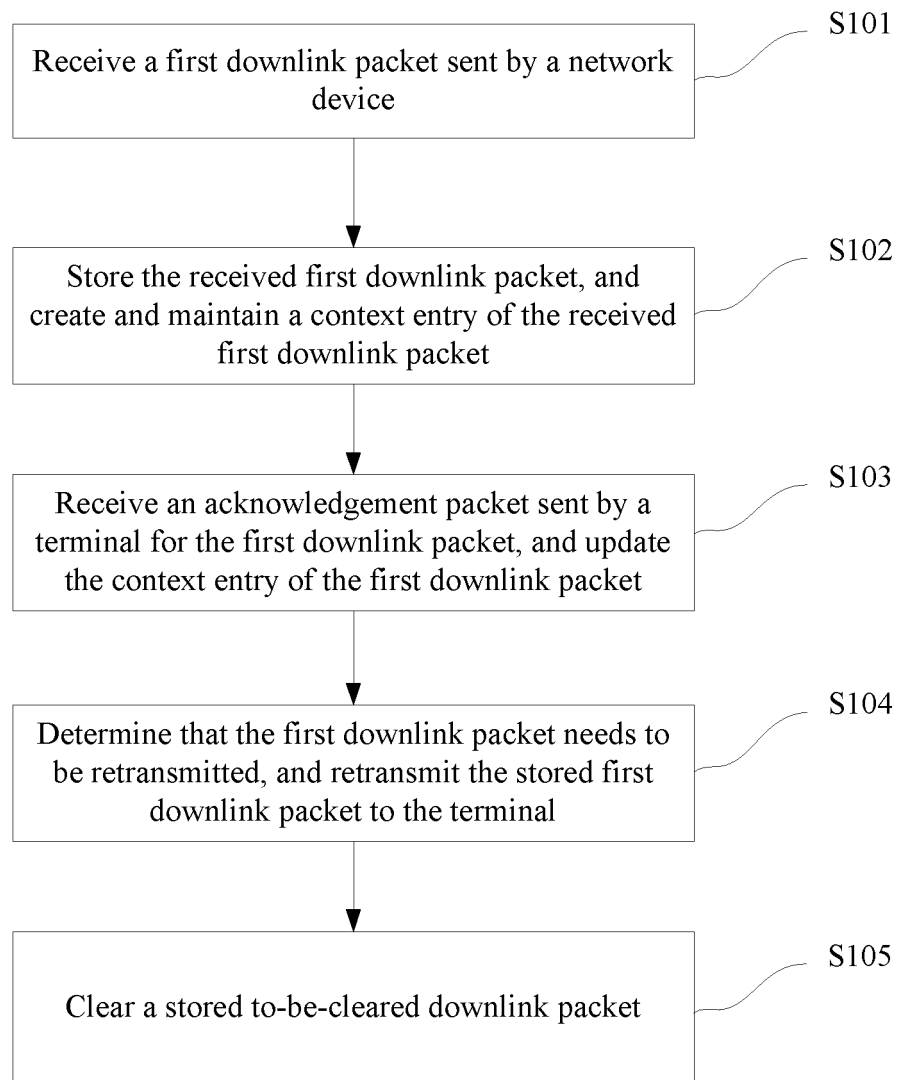 S101
Receive a first downlink packet sent by a network
device
S102
Store the received first downlink packet, and
create and maintain a context entry of the received
first downlink packet
S103
Receive an acknowledgement packet sent by a
terminal for the first downlink packet, and update
the context entry of the first downlink packet
S104
Determine that the first downlink packet needs to
be retransmitted, and retransmit the stored first
downlink packet to the terminal
S105
Clear a stored to-be-cleared downlink packet